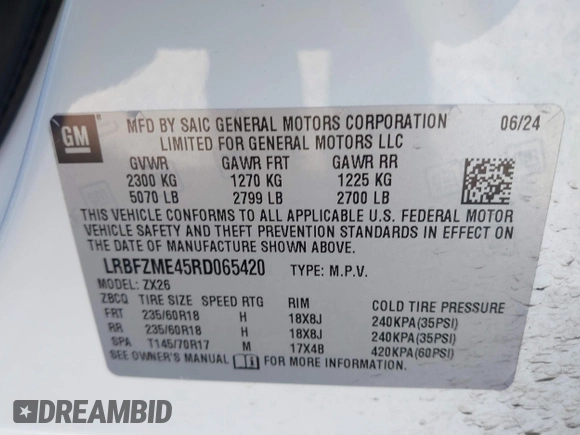 GM
MFD BY SAIC GENERAL MOTORS CORPORATION 06/24
LIMITED FOR GENERAL MOTORS LLC
GVWR GAWR FRT GAWR RR
2300 KG 1270 KG 1225 KG
5070 LB 2799 LB 2700 LB
THIS VEHICLE CONFORMS TO ALL APPLICABLE U.S. FEDERAL MOTOR
VEHICLE SAFETY AND THEFT PREVENTION STANDARDS IN EFFECT ON
THE DATE OF MANUFACTURE SHOWN ABOVE.
LRBFZME45RD065420 TYPE: M.P.V.
MODEL: ZX26
ZBCQ TIRE SIZE SPEED RTG RIM COLD TIRE PRESSURE
FRT 235/60R18 H 18X8J 240KPA(35PSI)
RR 235/60R18 H 18X8J 240KPA(35PSI)
SPA T145/70R17 M 17X4B 420KPA(60PSI)
SEE OWNER'S MANUAL FOR MORE INFORMATION.
DREAMBID